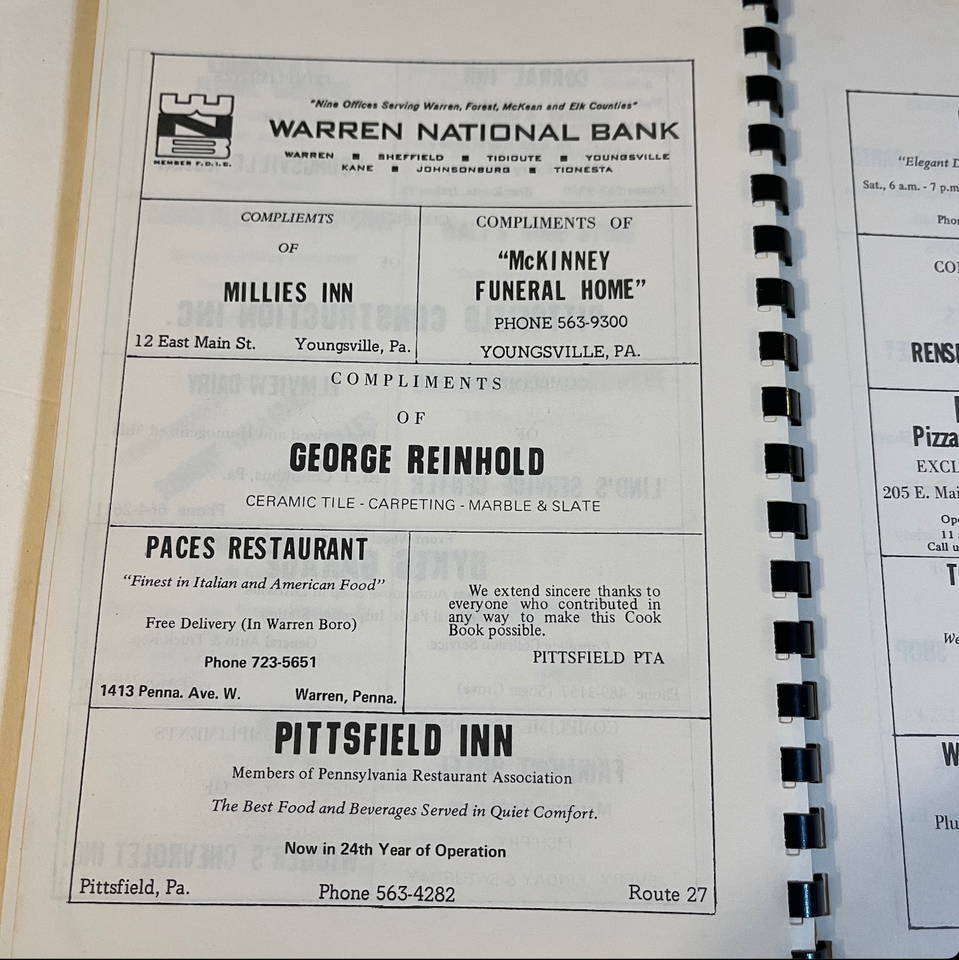 "Nine Offices Serving Warren, Forest, McKean and Elk Counties"
WARREN NATIONAL BANK
MEMBER F.D.I.C.
WARREN ■ SHEFFIELD ■ TIDIOUTE ■ YOUNGSVILLE
KANE ■ JOHNSONBURG ■ TIONESTA
COMPLIEMTS
OF
MILLIES INN
12 East Main St. Youngsville, Pa.
COMPLIMENTS OF
"McKINNEY
FUNERAL HOME"
PHONE 563-9300
YOUNGSVILLE, PA.
COMPLIMENTS
OF
GEORGE REINHOLD
CERAMIC TILE - CARPETING - MARBLE & SLATE
PACES RESTAURANT
"Finest in Italian and American Food"
Free Delivery (In Warren Boro)
Phone 723-5651
1413 Penna. Ave. W. Warren, Penna.
We extend sincere thanks to
everyone who contributed in
any way to make this Cook
Book possible.
PITTSFIELD PTA
PITTSFIELD INN
Members of Pennsylvania Restaurant Association
The Best Food and Beverages Served in Quiet Comfort.
Now in 24th Year of Operation
Pittsfield, Pa. Phone 563-4282 Route 27
"Elegant
Sat., 6 a.m. - 7 p.m
Pizza
205 E.
11
Call